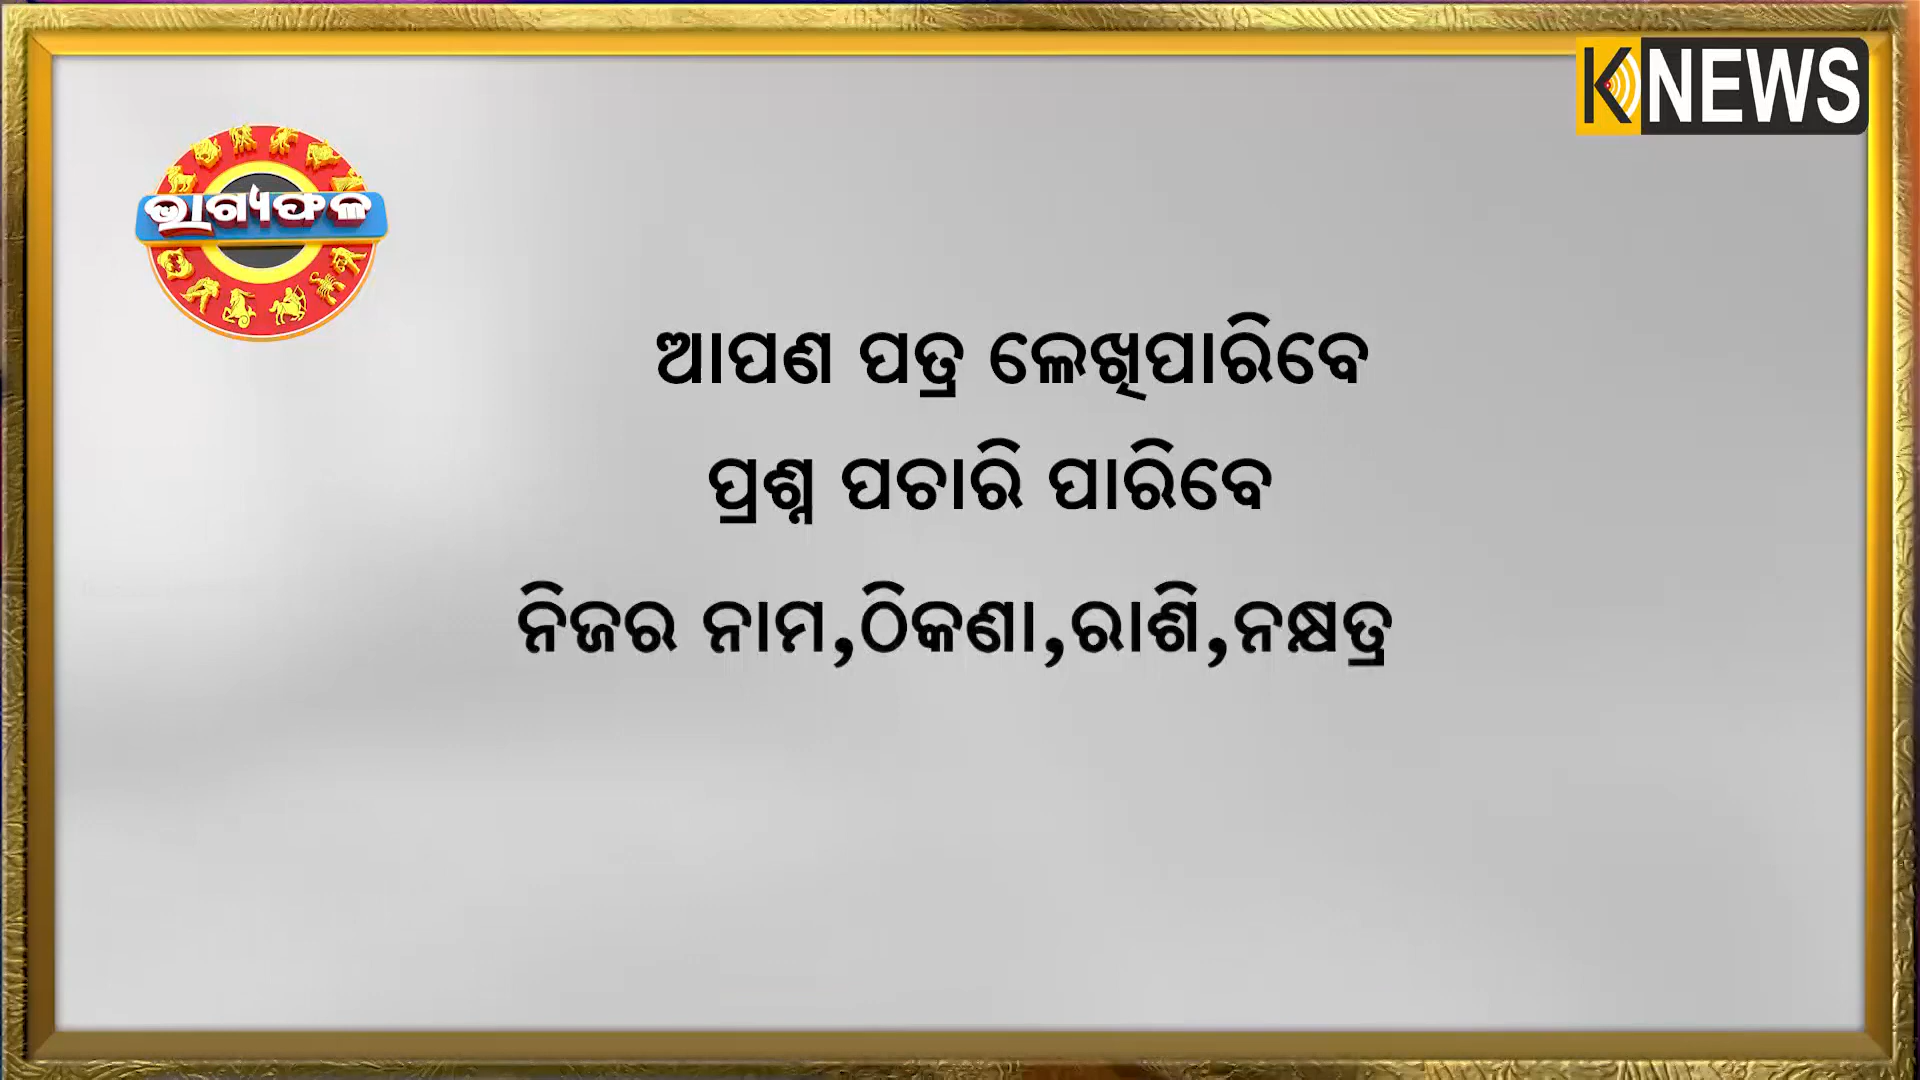 KNEWS
ଭାଗ୍ୟଫଳ
ଆପଣ ପତ୍ର ଲେଖିପାରିବେ
ପ୍ରଶ୍ନ ପଚାରି ପାରିବେ
ନିଜର ନାମ,ଠିକଣା,ରାଶି,ନକ୍ଷତ୍ର